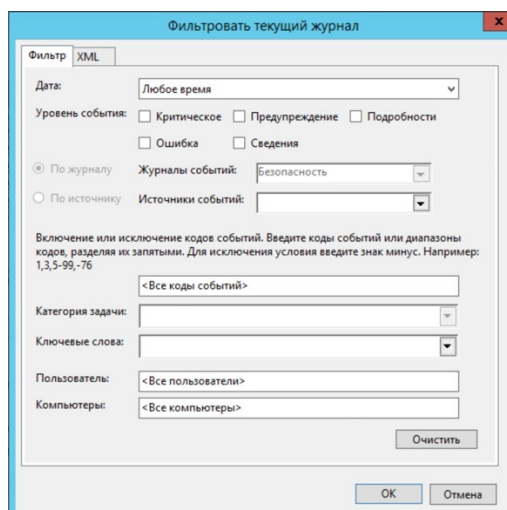 Фильтровать текущий журнал
x
Фильтр XML
Дата: Любое время
Уровень события: Критическое Предупреждение Подробности
Ошибка Сведения
По журналу Журналы событий: Безопасность
По источнику Источники событий:
Включение или исключение кодов событий. Введите коды событий или диапазоны
кодов, разделяя их запятыми. Для исключения условия введите знак минус. Например:
1,3,5-99,-76
<Все коды событий>
Категория задачи:
Ключевые слова:
Пользователь: <Все пользователи>
Компьютеры: <Все компьютеры>
Очистить
OK Отмена